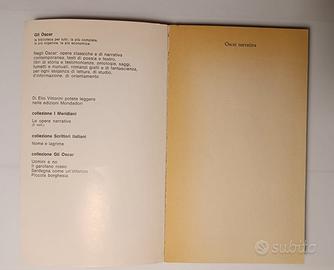 Gli Oscar
la biblioteca per tutti, la più completa,
la più organica, la più economica.
Negli Oscar: opere classiche e di narrativa
contemporanea, testi di poesia e teatro,
libri di storia e testimonianze, antologie, saggi,
fumetti e manuali, romanzi gialli e di fantascienza,
per ogni esigenza di lettura, di studio,
d'informazione, di orientamento.
Di Elio Vittorini potete leggere
nelle edizioni Mondadori
collezione I Meridiani
Le opere narrative
collezione Scrittori italiani
Nome e lagrime
collezione Gli Oscar
Uomini e no
Il garofano rosso
Sardegna come un'infanzia
Piccola borghesia
Oscar narrativa
subito